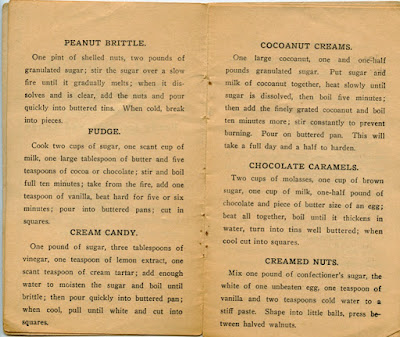 PEANUT BRITTLE.
One pint of shelled nuts, two pounds of
granulated sugar; stir the sugar over a slow
fire until it gradually melts; when it dis-
solves and is clear, add the nuts and pour
quickly into buttered tins. When cold, break
into pieces.
FUDGE.
Cook two cups of sugar, one scant cup of
milk, one large tablespoon of butter and five
teaspoons of cocoa or chocolate; stir and boil
full ten minutes; take from the fire, add one
teaspoon of vanilla, beat hard for five or six
minutes; pour into buttered pans; cut in
squares.
CREAM CANDY.
One pound of sugar, three tablespoons of
vinegar, one teaspoon of lemon extract, one
scant teaspoon of cream tartar; add enough
water to moisten the sugar and boil until
brittle; then pour quickly into buttered pan;
when cool, pull until white and cut into
squares.
COCOANUT CREAMS.
One large cocoanut, one and one-half
pounds granulated sugar. Put sugar and
milk of cocoanut together, heat slowly until
sugar is dissolved, then boil five minutes;
then add the finely grated cocoanut and boil
ten minutes more; stir constantly to prevent
burning. Pour on buttered pan. This will
take a full day and a half to harden.
CHOCOLATE CARAMELS.
Two cups of molasses, one cup of brown
sugar, one cup of milk, one-half pound of
chocolate and piece of butter size of an egg;
beat all together, boil until it thickens in
water, turn into tins well buttered; when
cool cut into squares.
CREAMED NUTS.
Mix one pound of confectioner's sugar, the
white of one unbeaten egg, one teaspoon of
vanilla and two teaspoons cold water to a
stiff paste. Shape into little balls, press be-
tween halved walnuts.